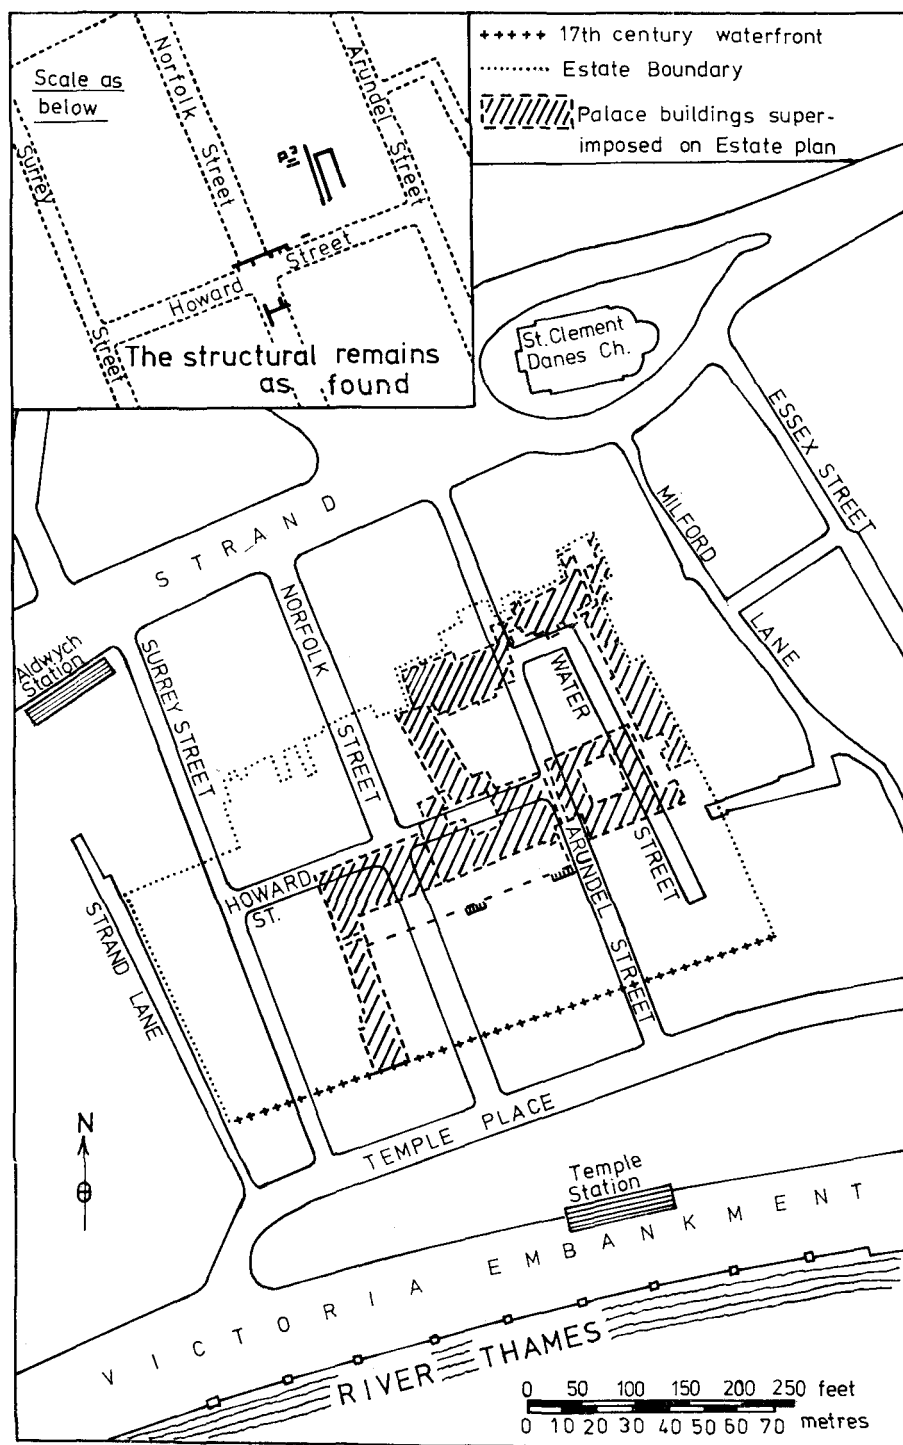 Scale as
below
Norfolk
Street
Arundel
Street
Surrey
Street
Howard
Street
The structural remains
as found
+++++ 17th century waterfront
Estate Boundary
Palace buildings super-
imposed on Estate plan
St. Clement
Danes Ch.
ESSEX STREET
MILFORD
LANE
STRAND
NORFOLK
STREET
SURREY STREET
Aldwych
Station
WATER
STREET
HOWARD
ST.
ARUNDEL STREET
STRAND LANE
N
TEMPLE PLACE
Temple
Station
VICTORIA EMBANKMENT
RIVER THAMES
0 50 100 150 200 250 feet
0 10 20 30 40 50 60 70 metres